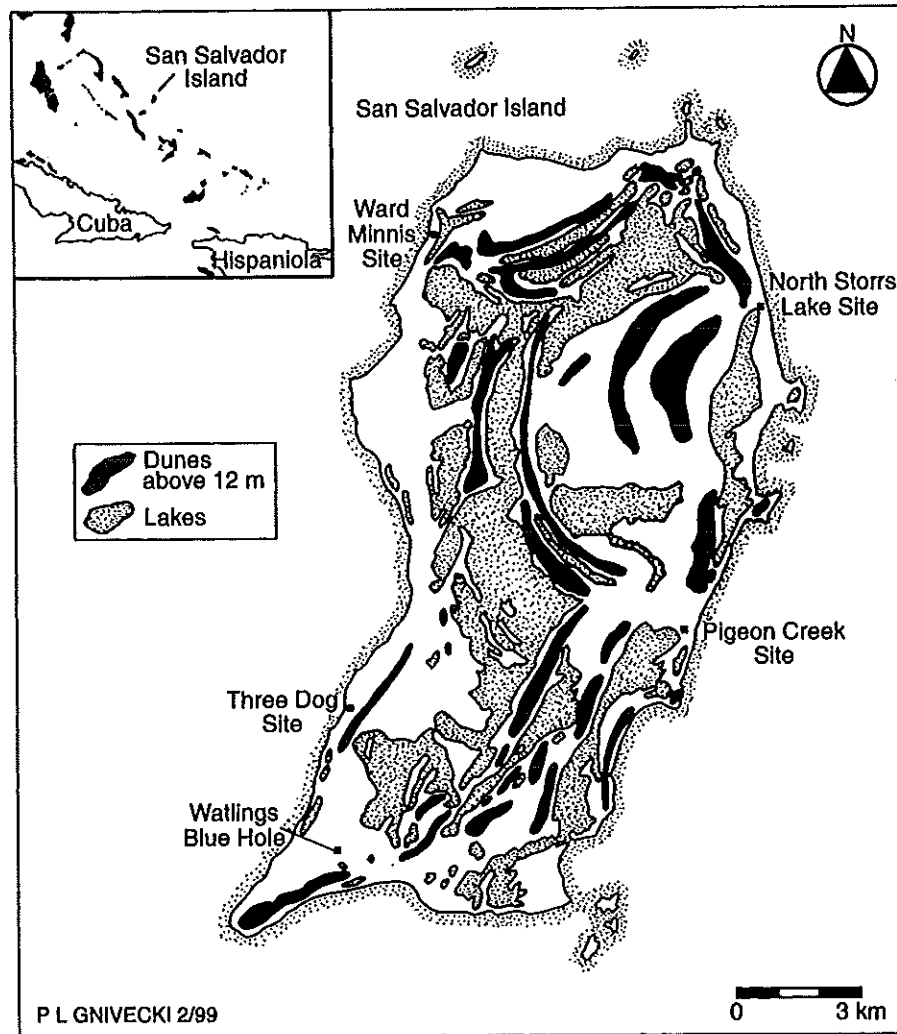 San Salvador
Island
Cuba
Hispaniola
N
San Salvador Island
Ward
Minnis
Site
North Storrs
Lake Site
Dunes
above 12 m
Lakes
Pigeon Creek
Site
Three Dog
Site
Watlings
Blue Hole
P L GNIVECKI 2/99
0 3 km